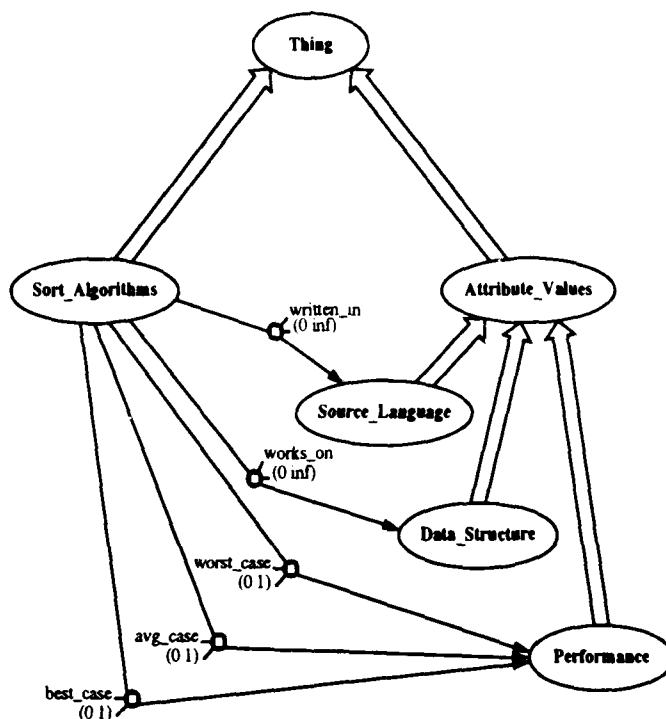 Thing
Sort_Algorithms
Attribute_Values
written_in
(0 inf)
Source_Language
works_on
(0 inf)
Data_Structure
worst_case
(0 1)
avg_case
(0 1)
Performance
best_case
(0 1)